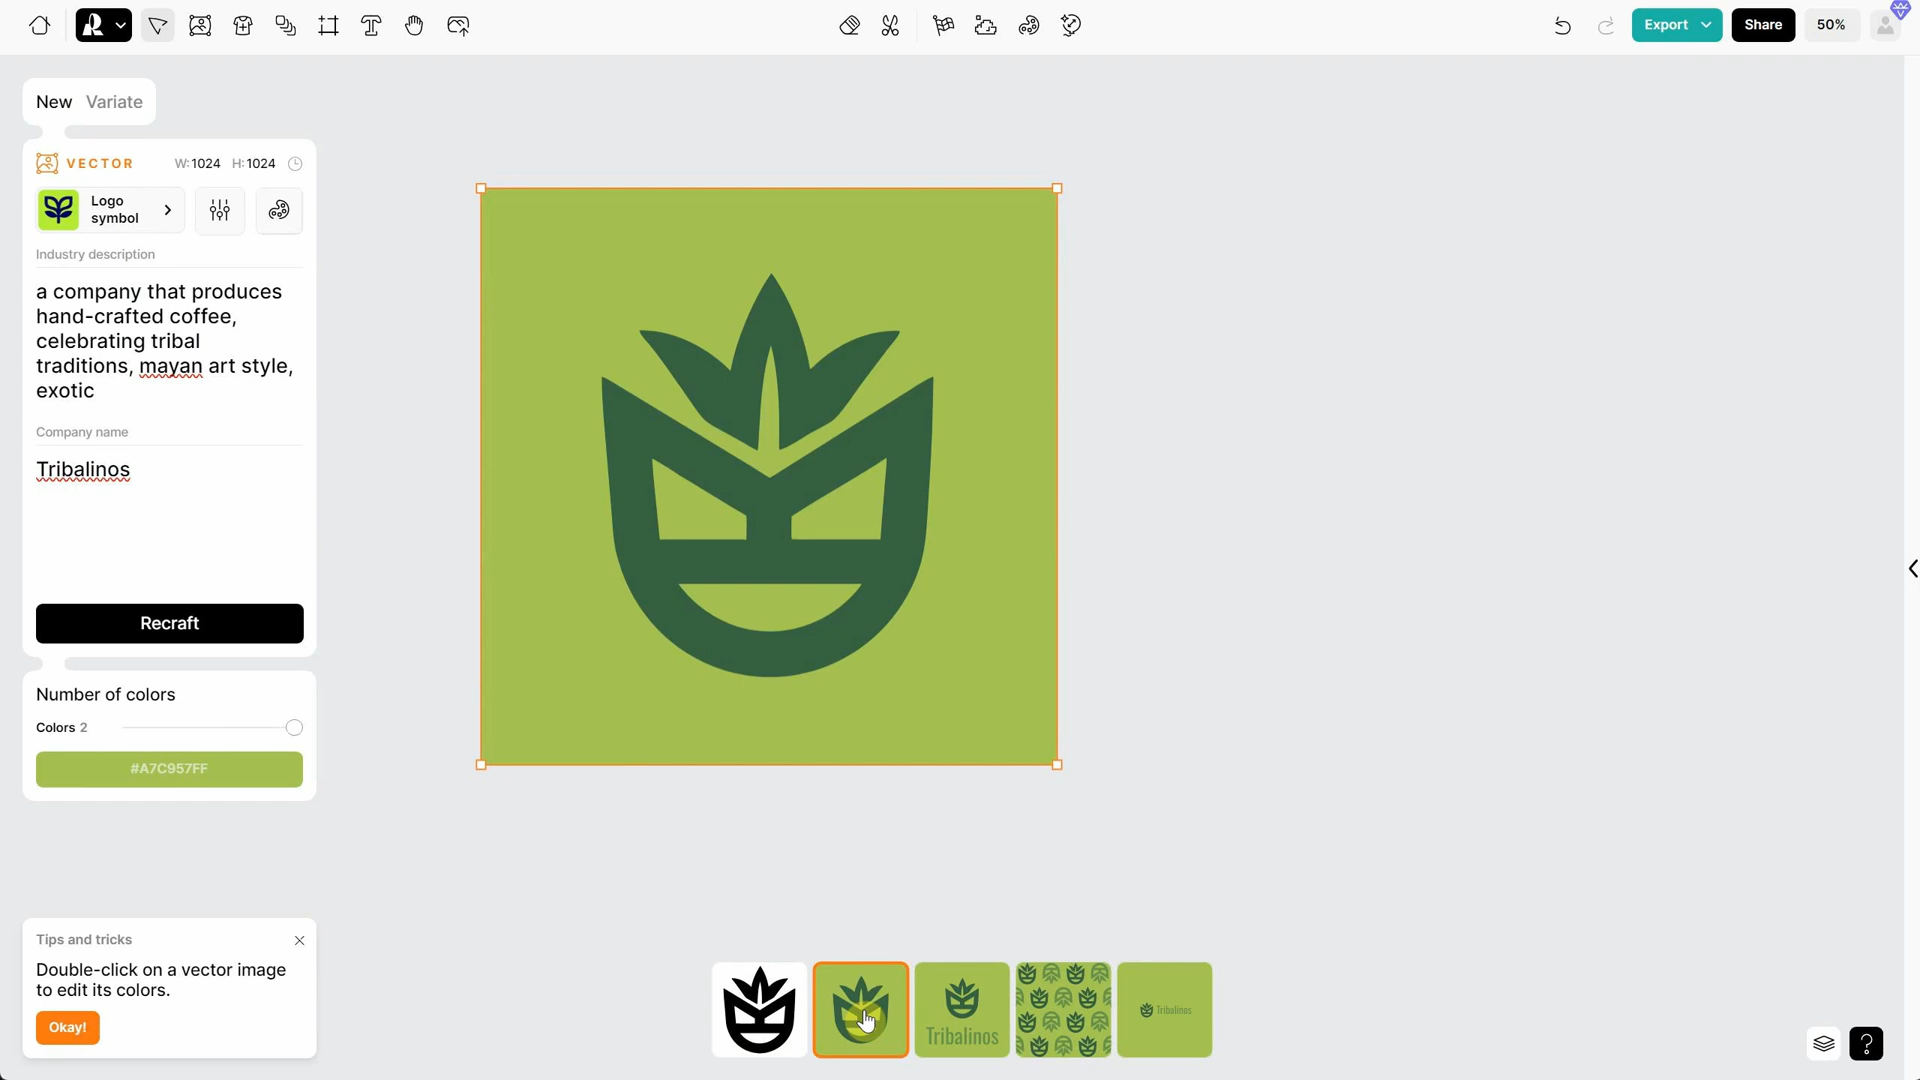 Export
Share
50%
New Variate
VECTOR W:1024 H:1024
Logo
symbol
Industry description
a company that produces
hand-crafted coffee,
celebrating tribal
traditions, mayan art style,
exotic
Company name
Tribalinos
Recraft
Number of colors
Colors 2
#A7C957FF
Tips and tricks
Double-click on a vector image
to edit its colors.
Okay!
Tribalinos
Tribalinos
?